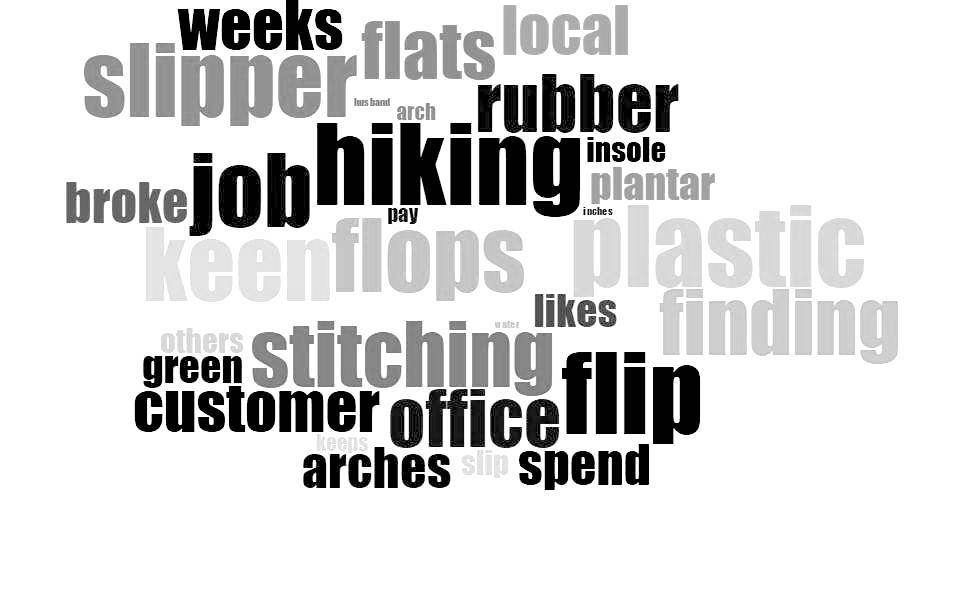 weeks
slipper flats local
husband arch rubber
job hiking insole
broke pay plantar
inches
keen flops plastic
likes finding
others stitching water
green flip
customer office
keeps
arches slip spend